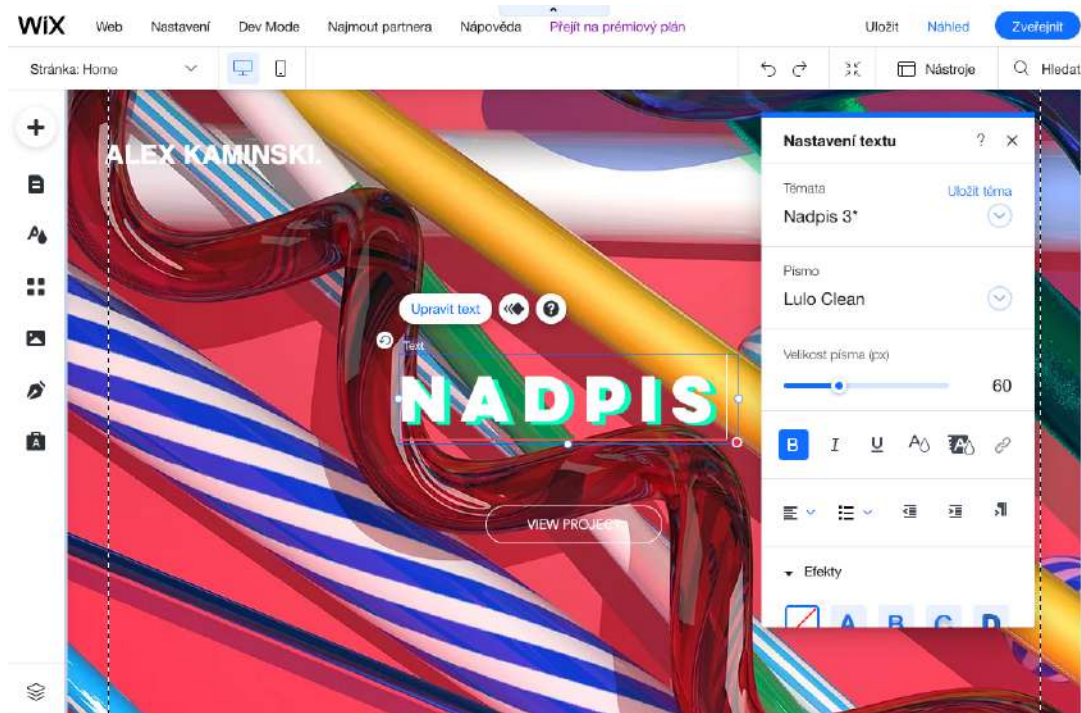 WiX Web Nastavení Dev Mode Najmout partnera Nápověda Přejít na prémiový plán Uložit Náhled Zveřejnit
Stránka: Home Nástroje Hledat
ALEX KAMINSKI.
Nastavení textu ? ×
Témata Uložit téma
Nadpis 3*
Písmo
Lulo Clean
Upravit text ?
Text
Velikost písma (px)
60
NADPIS
B I U A A
VIEW PROJECT
Efekty
A B C D